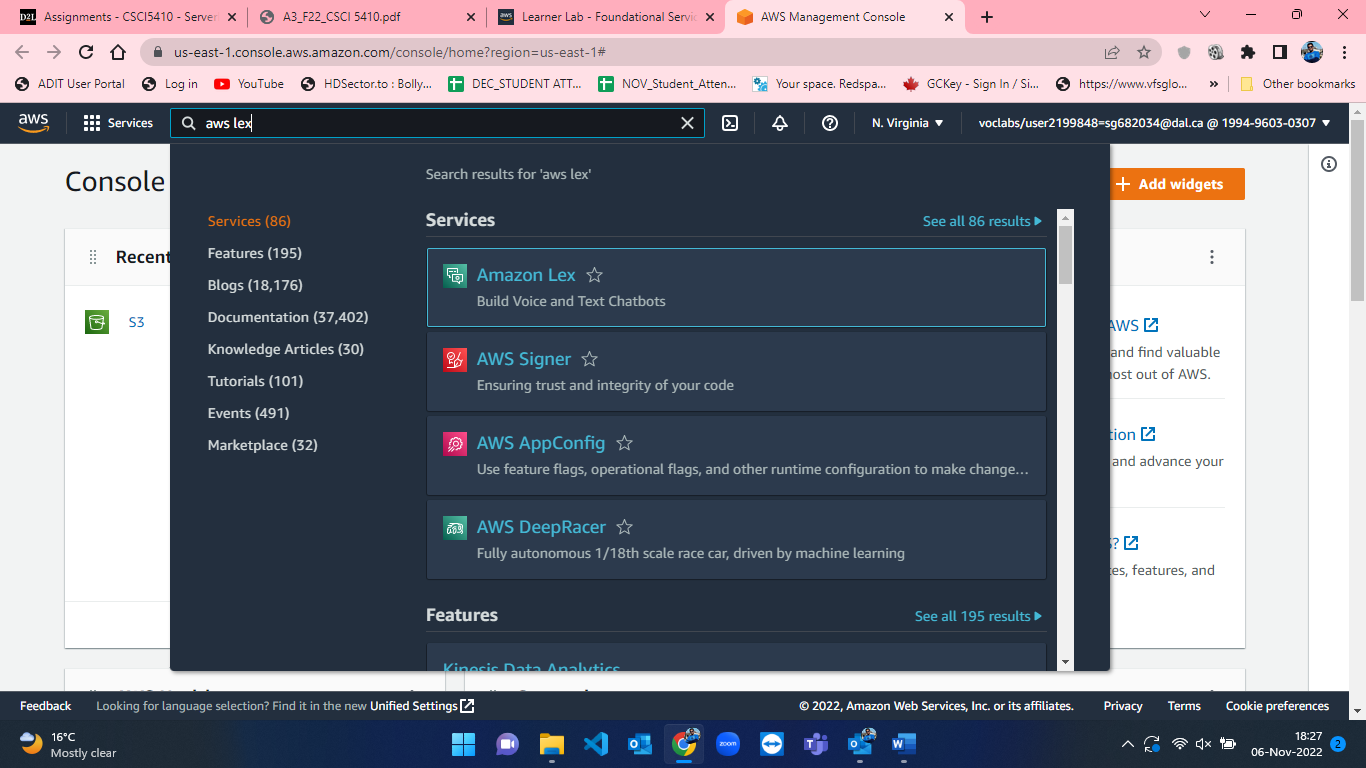 D2L Assignments - CSCI5410 - Server
A3_F22_CSCI 5410.pdf
aws Learner Lab - Foundational Servic
AWS Management Console
us-east-1.console.aws.amazon.com/console/home?region=us-east-1#
ADIT User Portal
Log in
YouTube
HDSector.to : Bolly...
DEC_STUDENT ATT...
NOV_Student_Atten...
Your space. Redspa...
GCKey - Sign In / Si...
https://www.vfsglo...
»
Other bookmarks
aws
Services
aws lex
N. Virginia
voclabs/user2199848=sg682034@dal.ca @ 1994-9603-0307
Console
Add widgets
Recent
S3
Search results for 'aws lex'
Services (86)
Features (195)
Blogs (18,176)
Documentation (37,402)
Knowledge Articles (30)
Tutorials (101)
Events (491)
Marketplace (32)
Services
See all 86 results
Amazon Lex
Build Voice and Text Chatbots
AWS Signer
Ensuring trust and integrity of your code
AWS AppConfig
Use feature flags, operational flags, and other runtime configuration to make change...
AWS DeepRacer
Fully autonomous 1/18th scale race car, driven by machine learning
Features
See all 195 results
Kinesis Data Analytics
AWS
and find valuable
most out of AWS.
tion
and advance your
S?
ces, features, and
Feedback
Looking for language selection? Find it in the new Unified Settings
© 2022, Amazon Web Services, Inc. or its affiliates.
Privacy
Terms
Cookie preferences
16°C
Mostly clear
zoom
18:27
06-Nov-2022
2